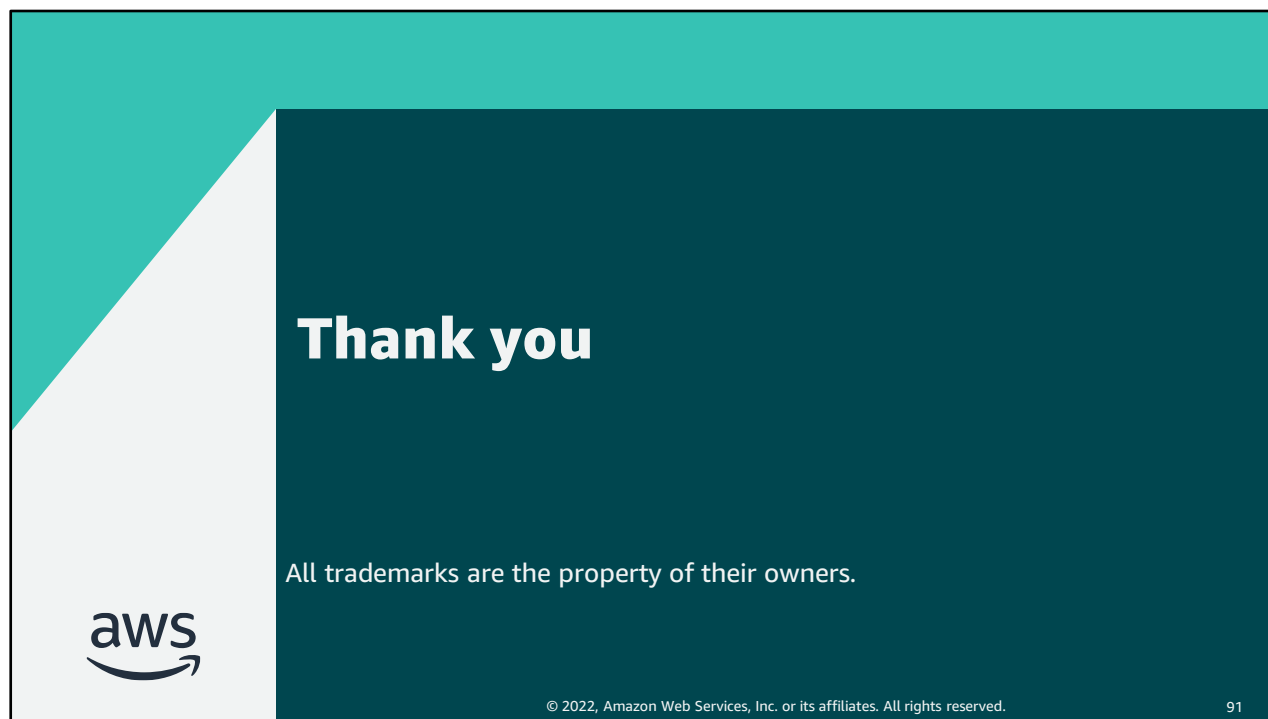 Thank you
All trademarks are the property of their owners.
aws
© 2022, Amazon Web Services, Inc. or its affiliates. All rights reserved.
91